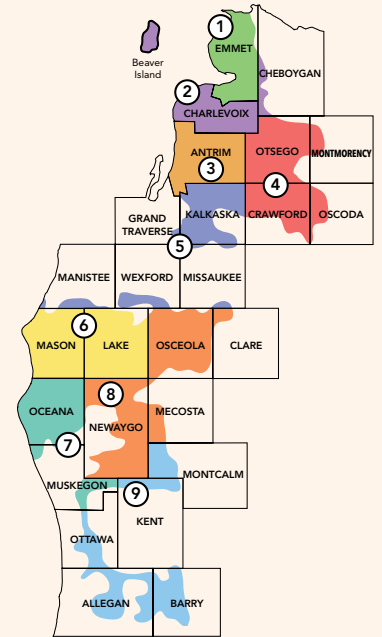 1
EMMET
Beaver
Island
CHEBOYGAN
2
CHARLEVOIX
ANTRIM
3
OTSEGO
MONTMORENCY
4
GRAND
TRAVERSE
KALKASKA
CRAWFORD
OSCODA
5
MANISTEE
WEXFORD
MISSAUKEE
6
MASON
LAKE
OSCEOLA
CLARE
8
OCEANA
NEWAYGO
MECOSTA
7
MUSKEGON
MONTCALM
9
KENT
OTTAWA
ALLEGAN
BARRY